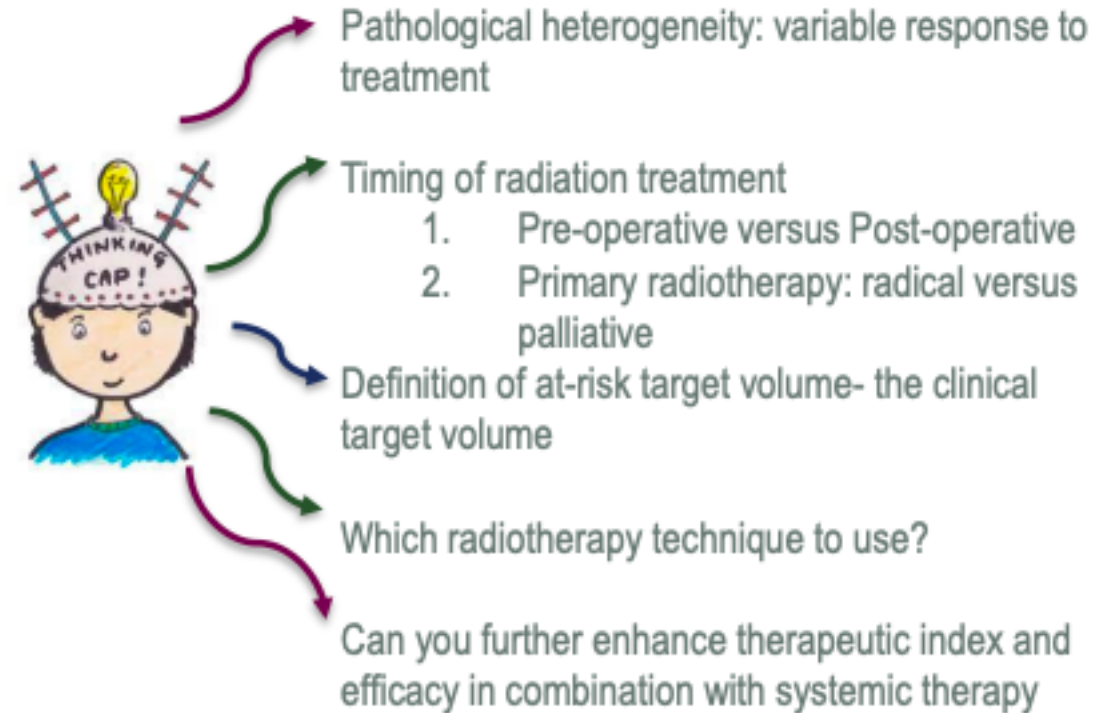 Pathological heterogeneity: variable response to
treatment
THINKING
CAP!
Timing of radiation treatment
1. Pre-operative versus Post-operative
2. Primary radiotherapy: radical versus
palliative
Definition of at-risk target volume- the clinical
target volume
Which radiotherapy technique to use?
Can you further enhance therapeutic index and
efficacy in combination with systemic therapy